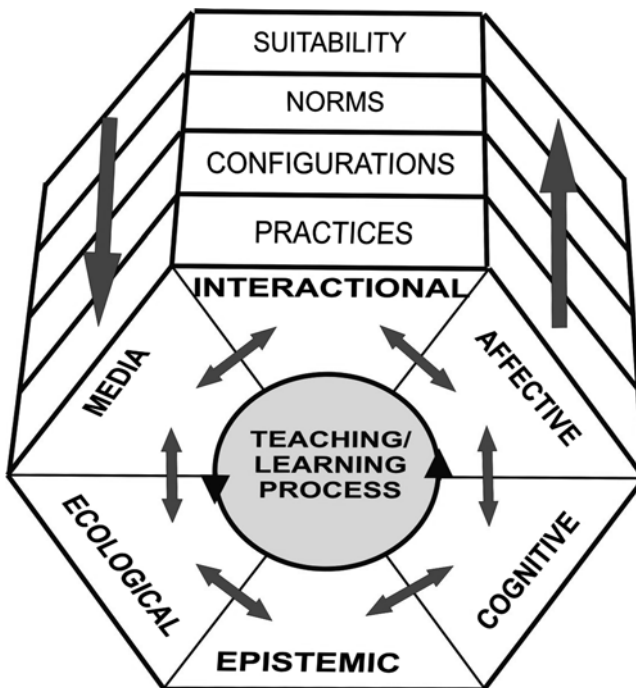 SUITABILITY
NORMS
CONFIGURATIONS
PRACTICES
INTERACTIONAL
MEDIA
AFFECTIVE
TEACHING/
LEARNING
PROCESS
ECOLOGICAL
COGNITIVE
EPISTEMIC